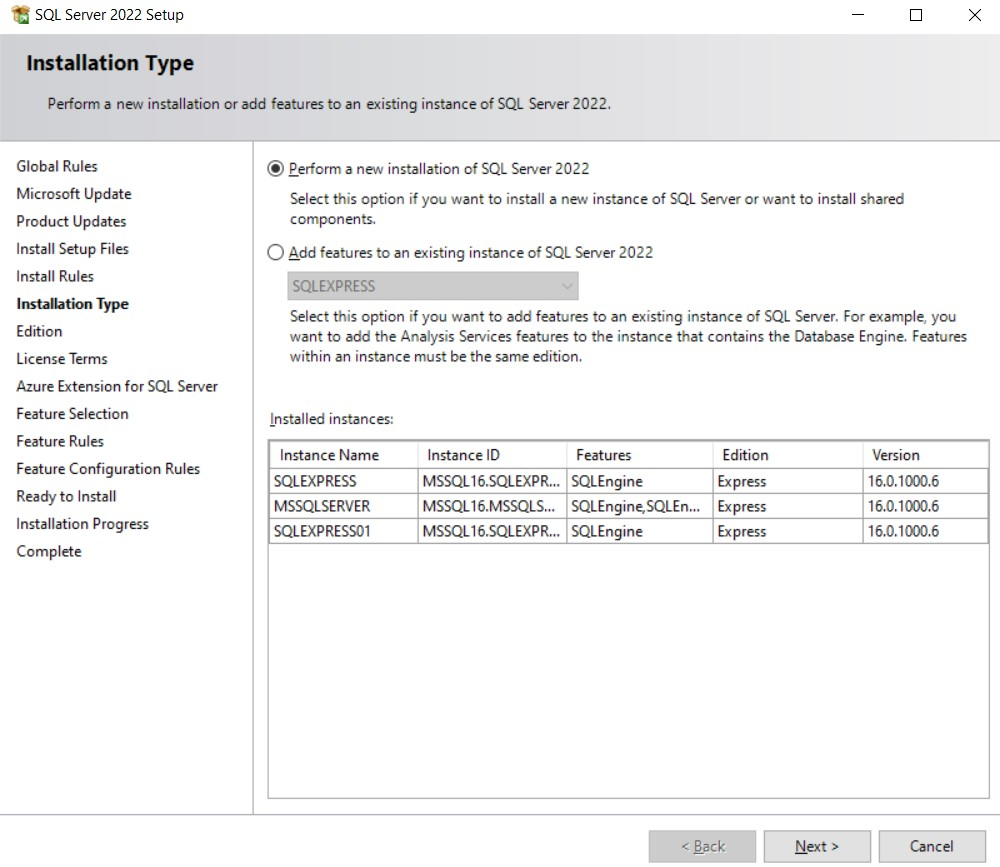 SQL Server 2022 Setup
Installation Type
Perform a new installation or add features to an existing instance of SQL Server 2022.
Global Rules
Microsoft Update
Product Updates
Install Setup Files
Install Rules
Installation Type
Edition
License Terms
Azure Extension for SQL Server
Feature Selection
Feature Rules
Feature Configuration Rules
Ready to Install
Installation Progress
Complete
Perform a new installation of SQL Server 2022
Select this option if you want to install a new instance of SQL Server or want to install shared
components.
Add features to an existing instance of SQL Server 2022
SQLEXPRESS
Select this option if you want to add features to an existing instance of SQL Server. For example, you
want to add the Analysis Services features to the instance that contains the Database Engine. Features
within an instance must be the same edition.
Installed instances:
Instance Name Instance ID Features Edition Version
SQLEXPRESS MSSQL16.SQLEXPR... SQLEngine Express 16.0.1000.6
MSSQLSERVER MSSQL16.MSSQLS... SQLEngine,SQLEn... Express 16.0.1000.6
SQLEXPRESS01 MSSQL16.SQLEXPR... SQLEngine Express 16.0.1000.6
< Back Next > Cancel